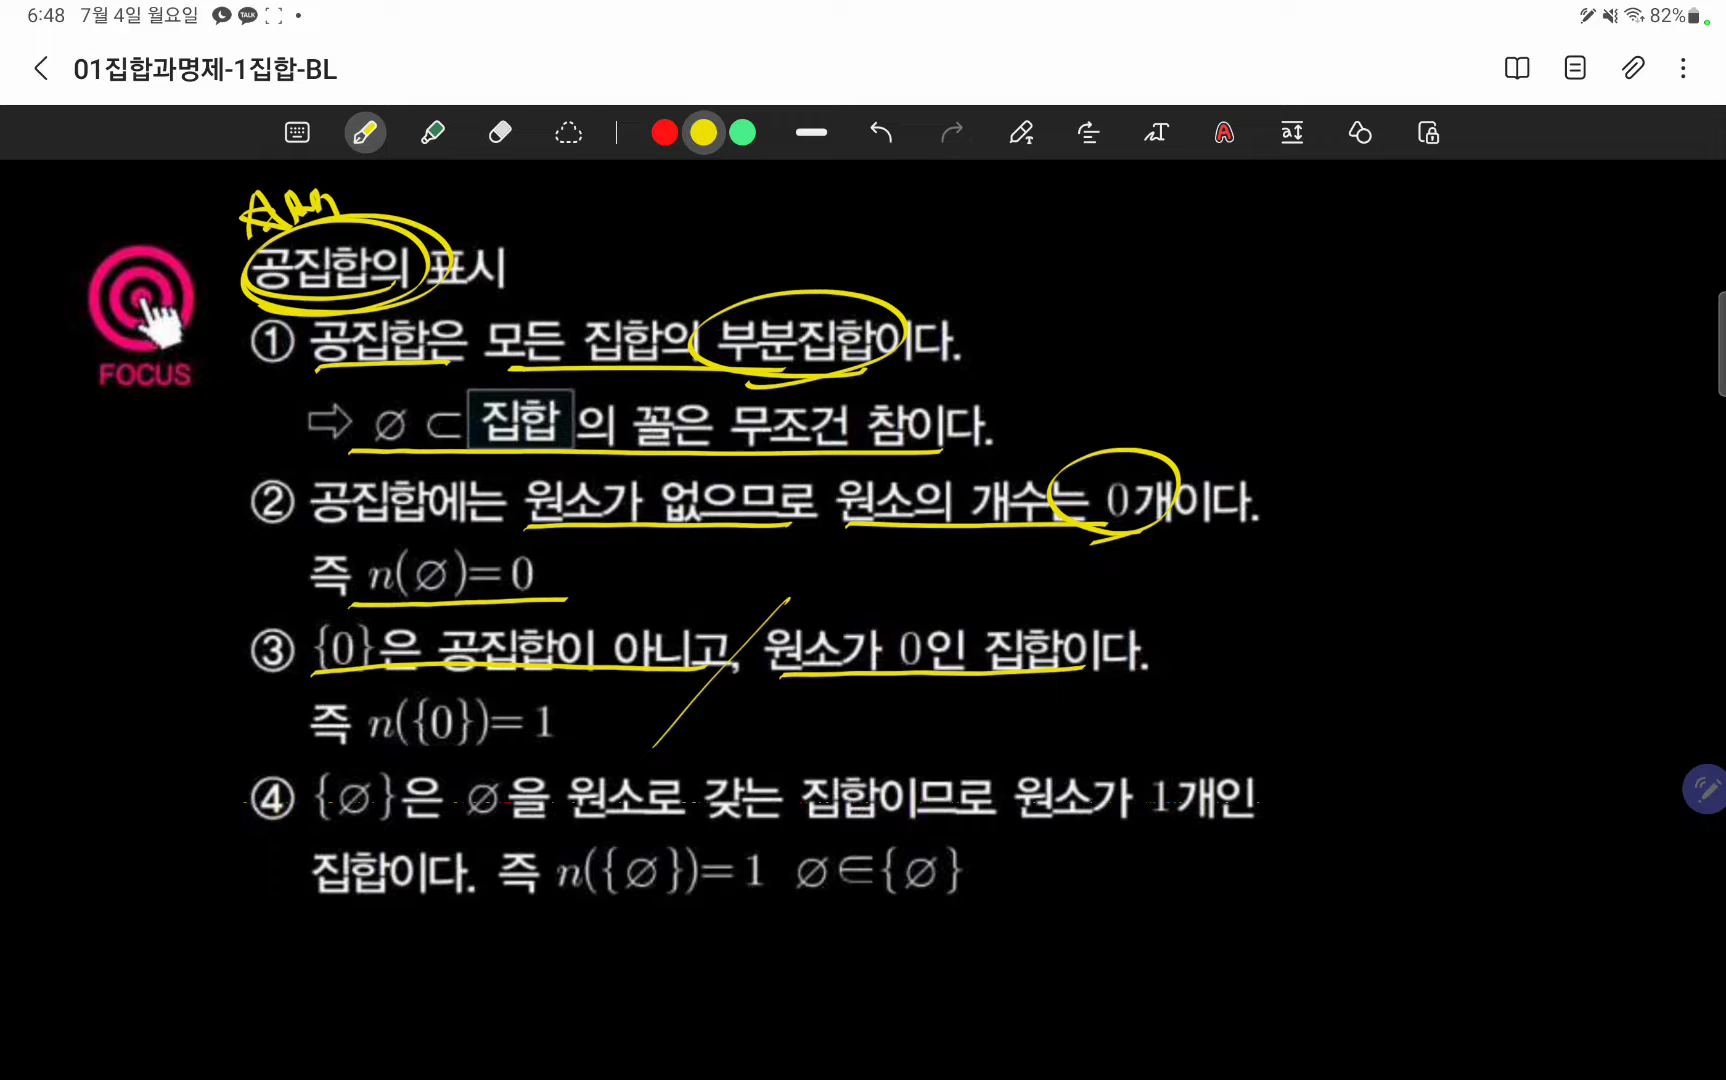 6:48 7월 4일 월요일 TALK 82%
01집합과명제-1집합-BL
공집합의 표시
FOCUS
① 공집합은 모든 집합의 부분집합이다.
⇨ ∅ ⊂ 집합 의 꼴은 무조건 참이다.
② 공집합에는 원소가 없으므로 원소의 개수는 0개이다.
즉 n(∅)=0
③ {0}은 공집합이 아니고, 원소가 0인 집합이다.
즉 n({0})=1
④ {∅}은 ∅을 원소로 갖는 집합이므로 원소가 1개인
집합이다. 즉 n({∅})=1 ∅∈{∅}